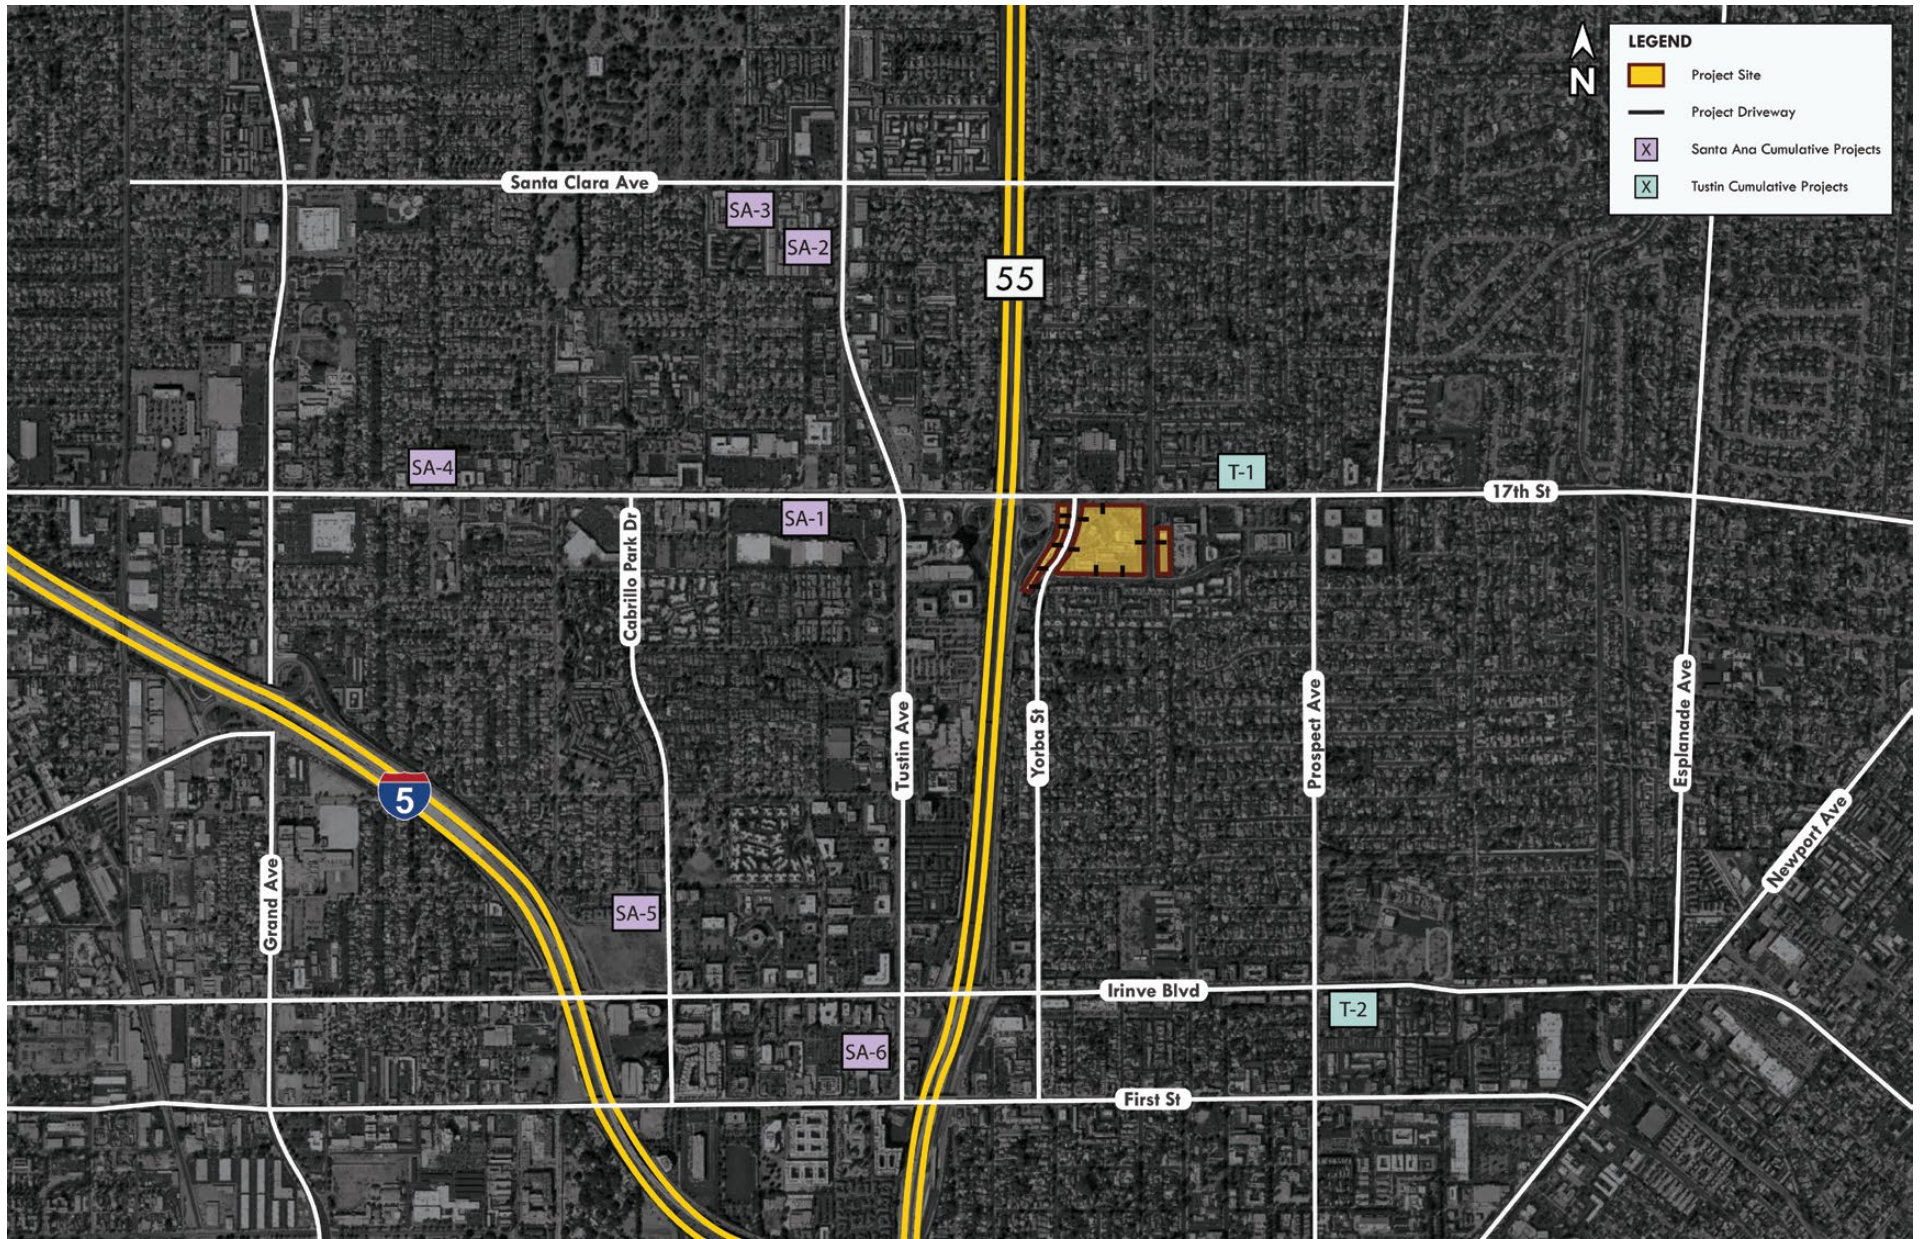 LEGEND
Project Site
Project Driveway
X Santa Ana Cumulative Projects
X Tustin Cumulative Projects
N
Santa Clara Ave
SA-3
SA-2
55
SA-4
T-1
17th St
SA-1
Cabrillo Park Dr
Tustin Ave
Yorba St
Prospect Ave
Esplanade Ave
5
Newport Ave
Grand Ave
SA-5
Irinve Blvd
T-2
SA-6
First St